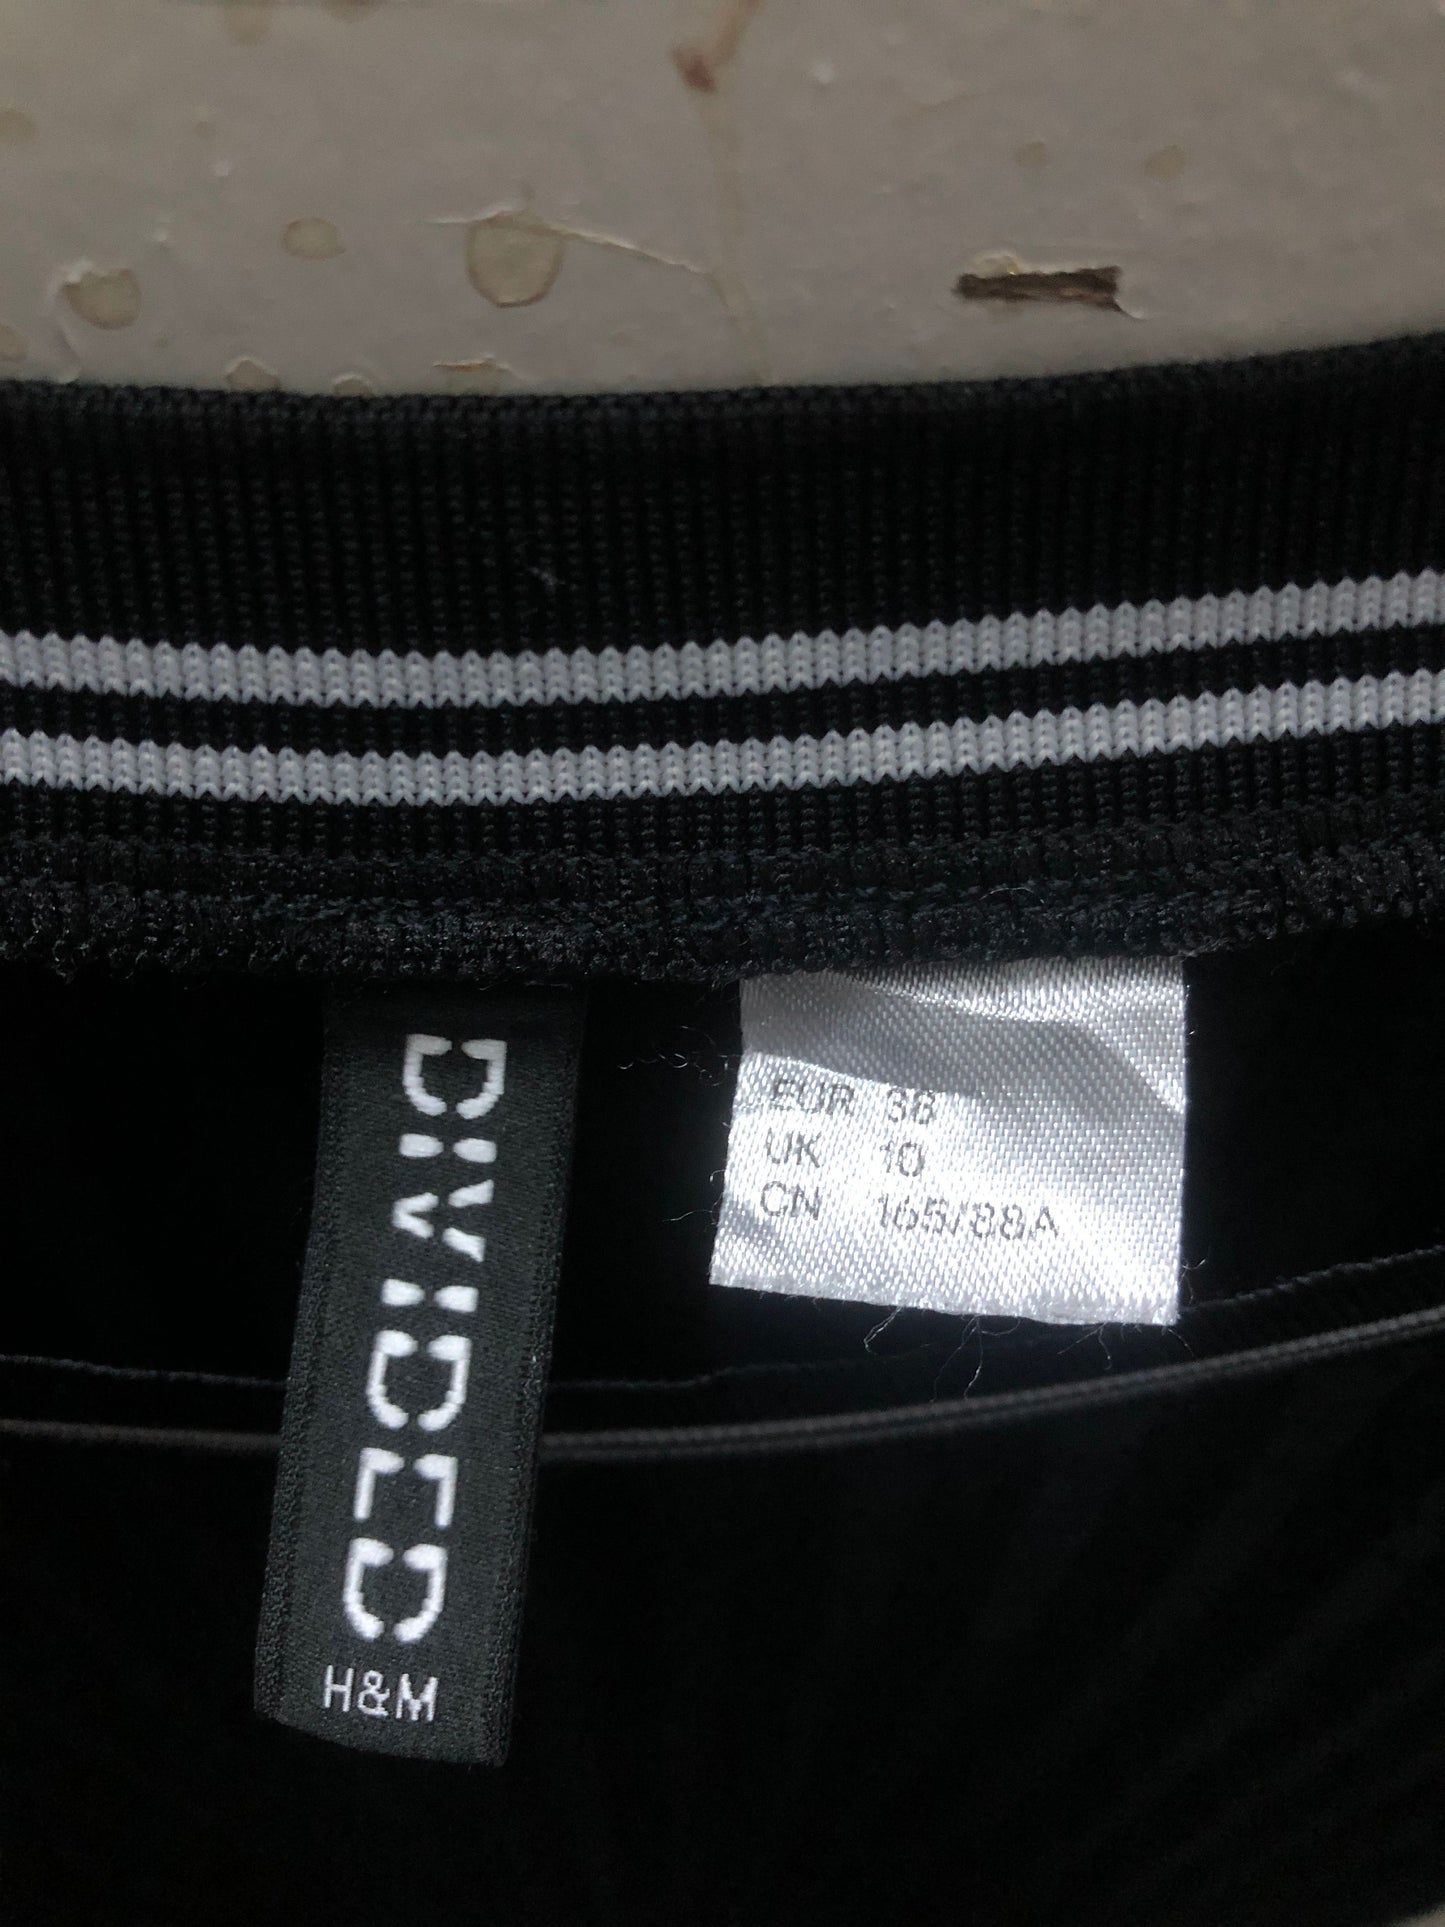 DIVIDED
H&M
EUR 38
UK 10
CN 165/88A